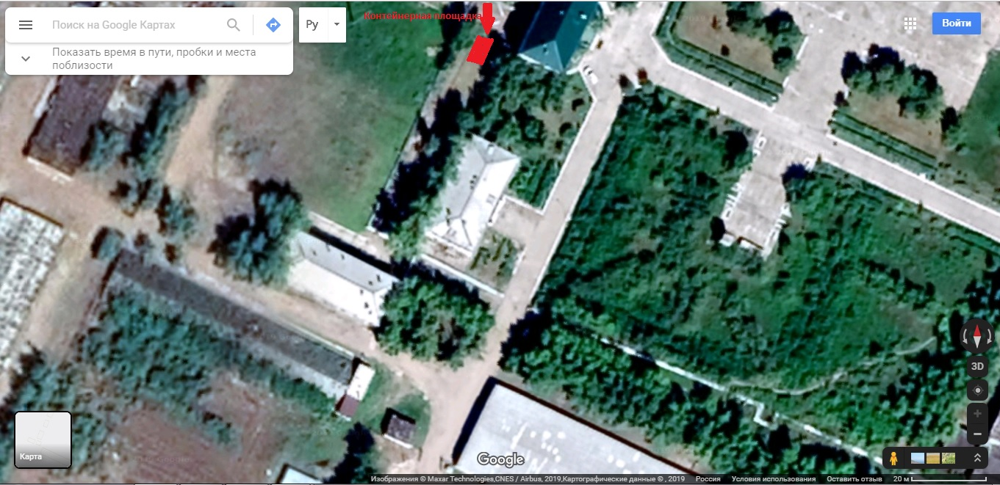 Контейнерная площадка
Поиск на Google Картах
Ру
Войти
Показать время в пути, пробки и места
поблизости
3D
Карта
Google
Изображения © Maxar Technologies,CNES / Airbus, 2019,Картографические данные © , 2019 Россия Условия использования Оставить отзыв 20 м